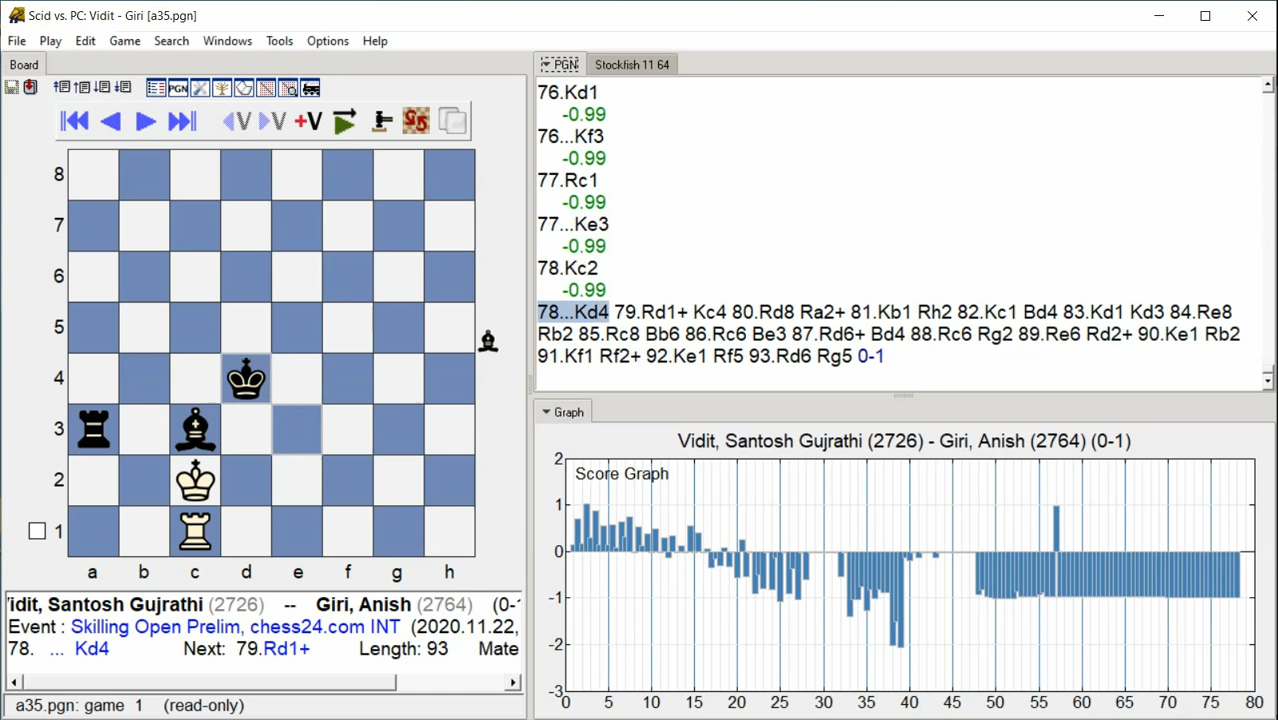 Scid vs. PC: Vidit - Giri [a35.pgn]
File Play Edit Game Search Windows Tools Options Help
Board
PGN
V V +V
8
7
6
5
4
3
2
1
a b c d e f g h
idit, Santosh Gujrathi (2726) -- Giri, Anish (2764) (0-
Event : Skilling Open Prelim, chess24.com INT (2020.11.22,
78. ... Kd4 Next: 79.Rd1+ Length: 93 Mate
a35.pgn: game 1 (read-only)
PGN Stockfish 11 64
76.Kd1
-0.99
76...Kf3
-0.99
77.Rc1
-0.99
77...Ke3
-0.99
78.Kc2
-0.99
78...Kd4 79.Rd1+ Kc4 80.Rd8 Ra2+ 81.Kb1 Rh2 82.Kc1 Bd4 83.Kd1 Kd3 84.Re8
Rb2 85.Rc8 Bb6 86.Rc6 Be3 87.Rd6+ Bd4 88.Rc6 Rg2 89.Re6 Rd2+ 90.Ke1 Rb2
91.Kf1 Rf2+ 92.Ke1 Rf5 93.Rd6 Rg5 0-1
Graph
Vidit, Santosh Gujrathi (2726) - Giri, Anish (2764) (0-1)
Score Graph
2
1
0
-1
-2
-3
0 5 10 15 20 25 30 35 40 45 50 55 60 65 70 75 80